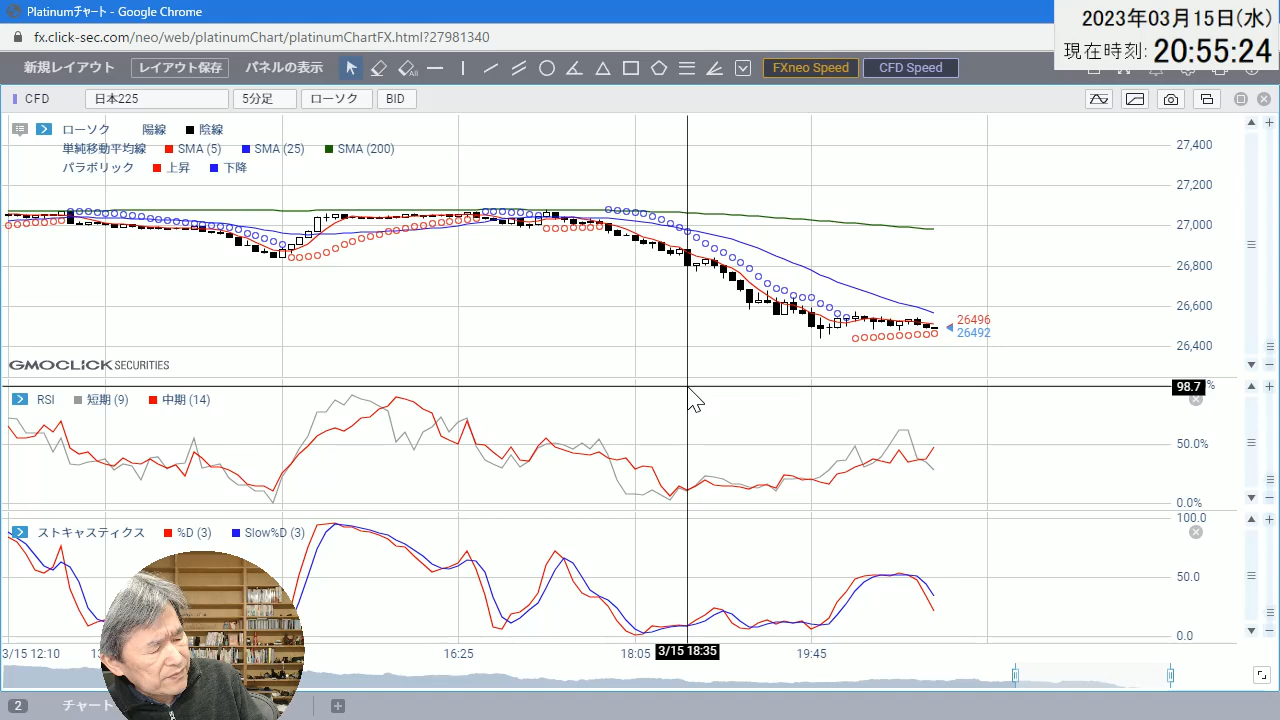 Platinumチャート - Google Chrome
2023年03月15日(水)
現在時刻: 20:55:24
fx.click-sec.com/neo/web/platinumChart/platinumChartFX.html?27981340
新規レイアウト レイアウト保存 パネルの表示 FXneo Speed CFD Speed
CFD 日本225 5分足 ローソク BID
ローソク 陽線 陰線
単純移動平均線 SMA (5) SMA (25) SMA (200)
パラボリック 上昇 下降
27,400
27,200
27,000
26,800
26,600
26,400
26496
26492
GMOCLICK SECURITIES
98.7 %
RSI 短期 (9) 中期 (14)
50.0%
0.0%
ストキャスティクス %D (3) Slow%D (3)
100.0
50.0
0.0
3/15 12:10 16:25 18:05 3/15 18:35 19:45
2 チャート